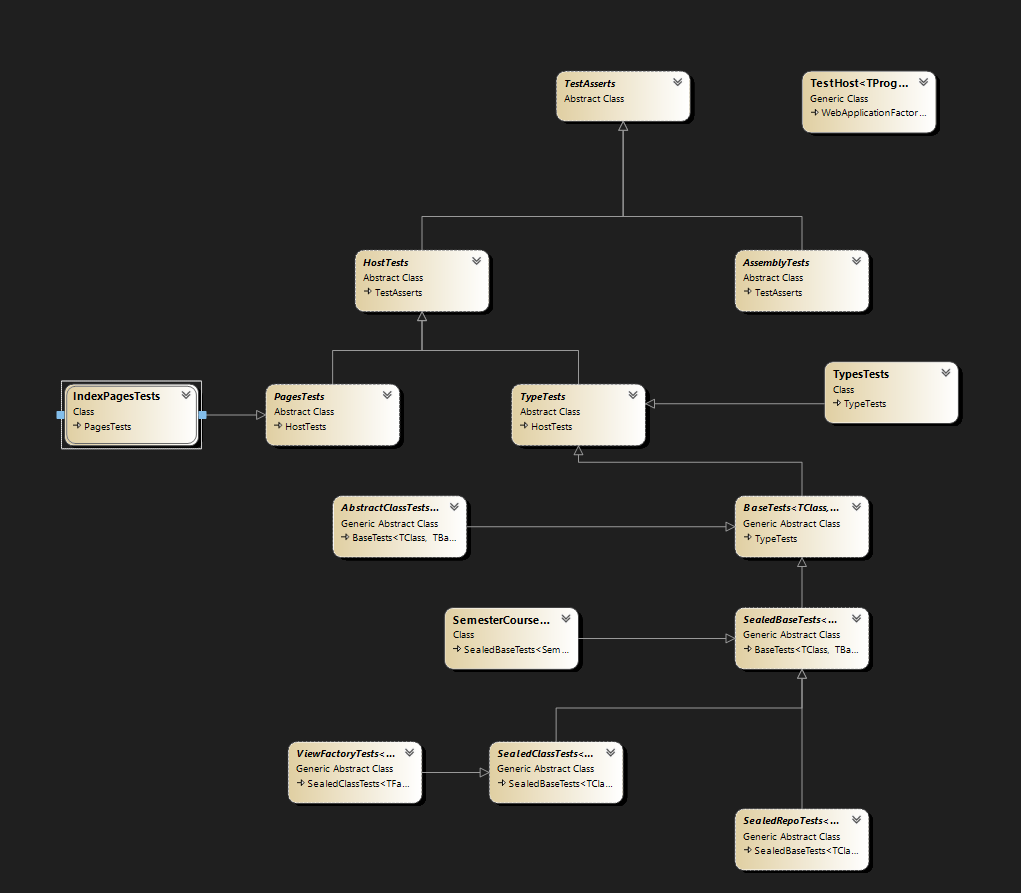 TestAsserts
Abstract Class
TestHost<TProg...
Generic Class
WebApplicationFactor...
HostTests
Abstract Class
TestAsserts
AssemblyTests
Abstract Class
TestAsserts
IndexPagesTests
Class
PagesTests
PagesTests
Abstract Class
HostTests
TypeTests
Abstract Class
HostTests
TypesTests
Class
TypeTests
AbstractClassTests...
Generic Abstract Class
BaseTests<TClass, TBa...
BaseTests<TClass,...
Generic Abstract Class
TypeTests
SemesterCourse...
Class
SealedBaseTests<Sem...
SealedBaseTests<...
Generic Abstract Class
BaseTests<TClass, TBa...
ViewFactoryTests<...
Generic Abstract Class
SealedClassTests<TFa...
SealedClassTests<...
Generic Abstract Class
SealedBaseTests<TCla...
SealedRepoTests<...
Generic Abstract Class
SealedBaseTests<TCla...